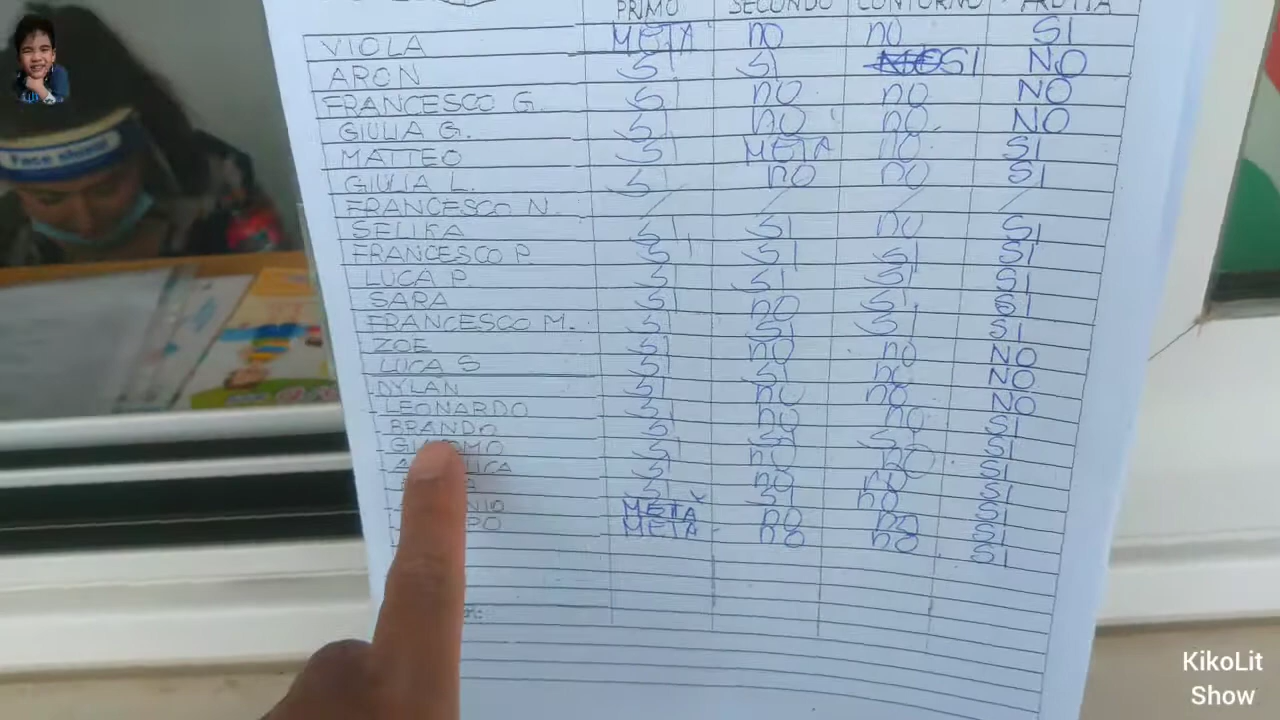 PRIMO SECONDO CONTORNO FRUTTA
VIOLA METÀ NO NO SI
ARON SI SI SI NO
FRANCESCO G. SI NO NO NO
GIULIA G. SI NO NO NO
MATTEO SI METÀ NO SI
GIULIA L. SI NO NO SI
FRANCESCO N. / / / /
SELIKA SI SI NO SI
FRANCESCO P. SI SI SI SI
LUCA P SI SI SI SI
SARA SI NO SI SI
FRANCESCO M. SI SI SI SI
ZOE SI NO NO NO
LUCA S SI SI NO NO
DYLAN SI NO NO NO
LEONARDO SI NO NO SI
BRANDO SI SI SI SI
SI NO NO SI
SI NO NO SI
METÀ SI NO SI
METÀ NO NO SI
NO NO SI
Face shield
KikoLit
Show